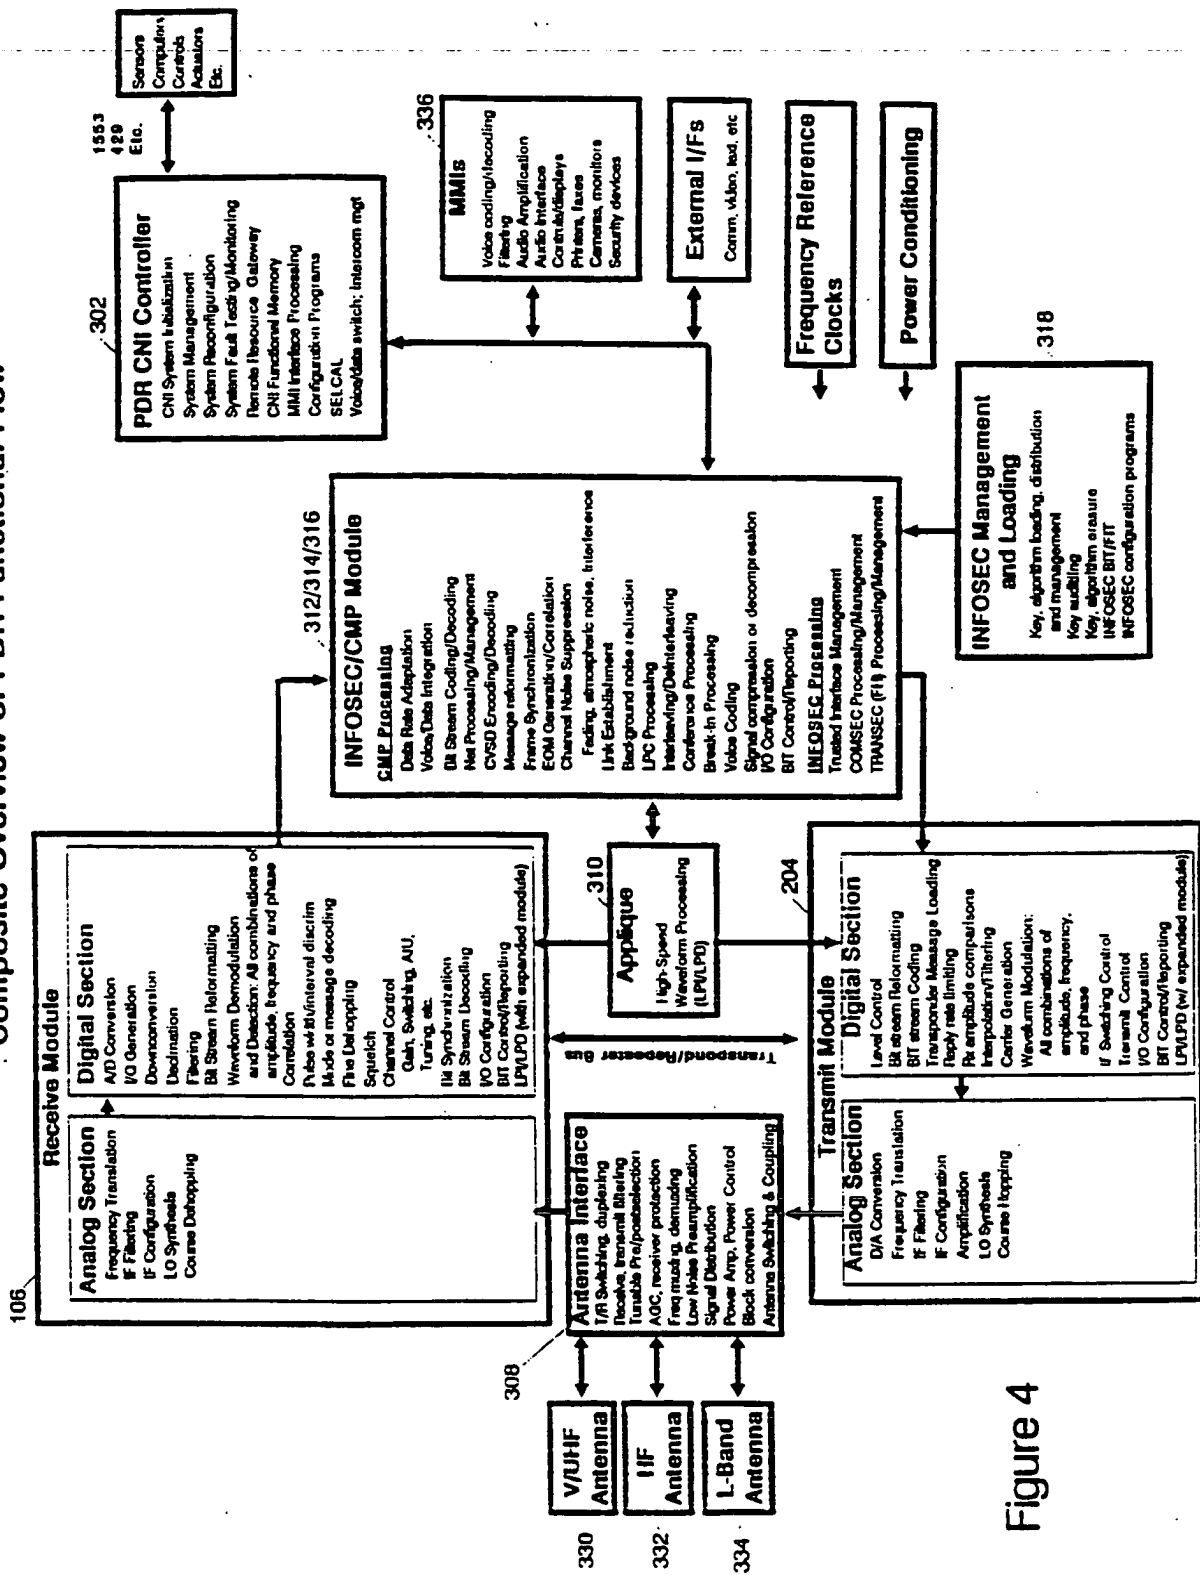 Composite Overview of PDR Functional Flow
106
Receive Module
Analog Section
Frequency Translation
IF Filtering
IF Configuration
LO Synthesis
Course Dehopping
Digital Section
A/D Conversion
I/Q Generation
Downconversion
Decimation
Filtering
Bit Stream Reformatting
Waveform Demodulation
and Detection: All combinations of
amplitude, frequency and phase
Correlation
Pulse width/interval discrim
Mode or message decoding
Fine Dehopping
Squelch
Channel Control
Gain, Switching, AIU,
Tuning, etc.
Bit Synchronization
Bit Stream Decoding
I/O Configuration
BIT Control/Reporting
LPI/LPD (with expanded module)
330
V/UHF
Antenna
332
HF
Antenna
334
L-Band
Antenna
308
Antenna Interface
T/R Switching, duplexing
Receive, transmit filtering
Tunable Pre/postselection
AGC, receiver protection
Freq muxing, demuxing
Low Noise Preamplification
Signal Distribution
Power Amp, Power Control
Block conversion
Antenna Switching & Coupling
Transpond/Repeater Bus
310
Applique
High-Speed
Waveform Processing
(LPI/LPD)
204
Transmit Module
Analog Section
D/A Conversion
Frequency Translation
IF Filtering
IF Configuration
Amplification
LO Synthesis
Course Hopping
Digital Section
Level Control
Bit stream Reformatting
BIT stream Coding
Transponder Message Loading
Reply rate limiting
Rx amplitude comparisons
Interpolation/Filtering
Carrier Generation
Waveform Modulation:
All combinations of
amplitude, frequency,
and phase
I/F Switching Control
Transmit Control
I/O Configuration
BIT Control/Reporting
LPI/LPD (w/ expanded module)
312/314/316
INFOSEC/CMP Module
CMP Processing
Data Rate Adaptation
Voice/Data Integration
Bit Stream Coding/Decoding
Net Processing/Management
CVSD Encoding/Decoding
Message reformatting
Frame Synchronization
EOM Generation/Correlation
Channel Noise Suppression
Fading, atmospheric noise, interference
Link Establishment
Background noise reduction
LPC Processing
Interleaving/Deinterleaving
Conference Processing
Break-In Processing
Voice Coding
Signal compression or decompression
I/O Configuration
BIT Control/Reporting
INFOSEC Processing
Trusted Interface Management
COMSEC Processing/Management
TRANSEC (FH) Processing/Management
302
PDR CNI Controller
CNI System Initialization
System Management
System Reconfiguration
System Fault Testing/Monitoring
Remote Resource Gateway
CNI Functional Memory
MMI Interface Processing
Configuration Programs
SELCAL
Voice/data switch; Intercom mgt
1553
429
Etc.
Sensors
Computers
Controls
Actuators
Etc.
336
MMIs
Voice coding/decoding
Filtering
Audio Amplification
Audio Interface
Controls/displays
Printers, faxes
Cameras, monitors
Security devices
External I/Fs
Comm, video, text, etc
Frequency Reference
Clocks
Power Conditioning
318
INFOSEC Management
and Loading
Key, algorithm loading, distribution
and management
Key auditing
Key, algorithm erasure
INFOSEC BIT/FIT
INFOSEC configuration programs
Figure 4